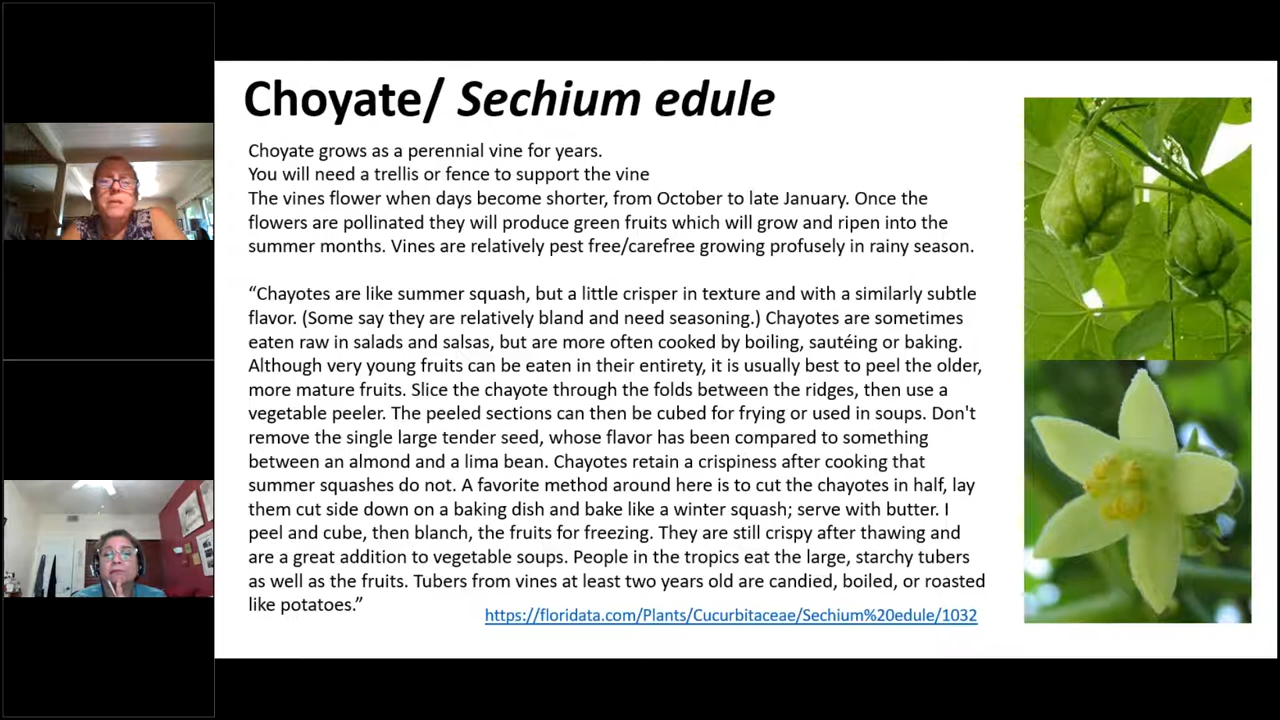 Choyate/ Sechium edule
Choyate grows as a perennial vine for years.
You will need a trellis or fence to support the vine
The vines flower when days become shorter, from October to late January. Once the
flowers are pollinated they will produce green fruits which will grow and ripen into the
summer months. Vines are relatively pest free/carefree growing profusely in rainy season.
“Chayotes are like summer squash, but a little crisper in texture and with a similarly subtle
flavor. (Some say they are relatively bland and need seasoning.) Chayotes are sometimes
eaten raw in salads and salsas, but are more often cooked by boiling, sautéing or baking.
Although very young fruits can be eaten in their entirety, it is usually best to peel the older,
more mature fruits. Slice the chayote through the folds between the ridges, then use a
vegetable peeler. The peeled sections can then be cubed for frying or used in soups. Don't
remove the single large tender seed, whose flavor has been compared to something
between an almond and a lima bean. Chayotes retain a crispiness after cooking that
summer squashes do not. A favorite method around here is to cut the chayotes in half, lay
them cut side down on a baking dish and bake like a winter squash; serve with butter. I
peel and cube, then blanch, the fruits for freezing. They are still crispy after thawing and
are a great addition to vegetable soups. People in the tropics eat the large, starchy tubers
as well as the fruits. Tubers from vines at least two years old are candied, boiled, or roasted
like potatoes.”
https://floridata.com/Plants/Cucurbitaceae/Sechium%20edule/1032